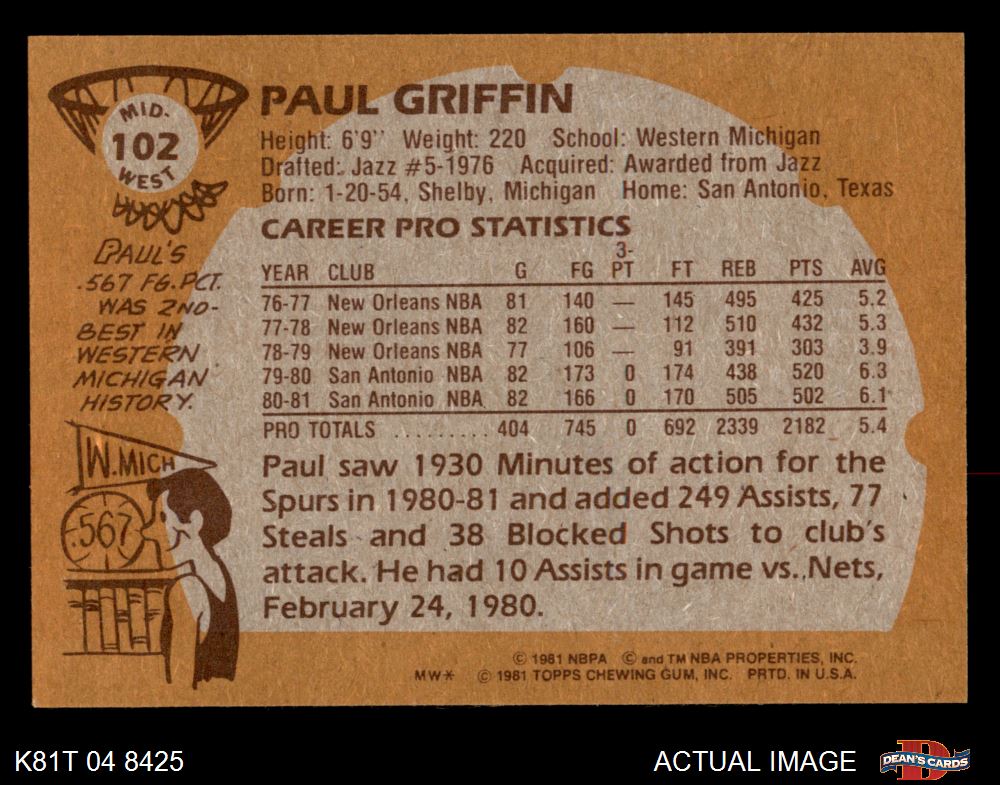 MID-
102
WEST
PAUL GRIFFIN
Height: 6'9" Weight: 220 School: Western Michigan
Drafted: Jazz #5-1976 Acquired: Awarded from Jazz
Born: 1-20-54, Shelby, Michigan Home: San Antonio, Texas
PAUL'S
.567 FG. PCT.
WAS 2ND-
BEST IN
WESTERN
MICHIGAN
HISTORY.
W. MICH
.567
CAREER PRO STATISTICS
YEAR CLUB G FG 3-PT FT REB PTS AVG
76-77 New Orleans NBA 81 140 — 145 495 425 5.2
77-78 New Orleans NBA 82 160 — 112 510 432 5.3
78-79 New Orleans NBA 77 106 — 91 391 303 3.9
79-80 San Antonio NBA 82 173 0 174 438 520 6.3
80-81 San Antonio NBA 82 166 0 170 505 502 6.1
PRO TOTALS .......... 404 745 0 692 2339 2182 5.4
Paul saw 1930 Minutes of action for the
Spurs in 1980-81 and added 249 Assists, 77
Steals and 38 Blocked Shots to club's
attack. He had 10 Assists in game vs. Nets,
February 24, 1980.
© 1981 NBPA © and TM NBA PROPERTIES, INC.
MW* © 1981 TOPPS CHEWING GUM, INC. PRTD. IN U.S.A.
K81T 04 8425
ACTUAL IMAGE
D
DEAN'S CARDS